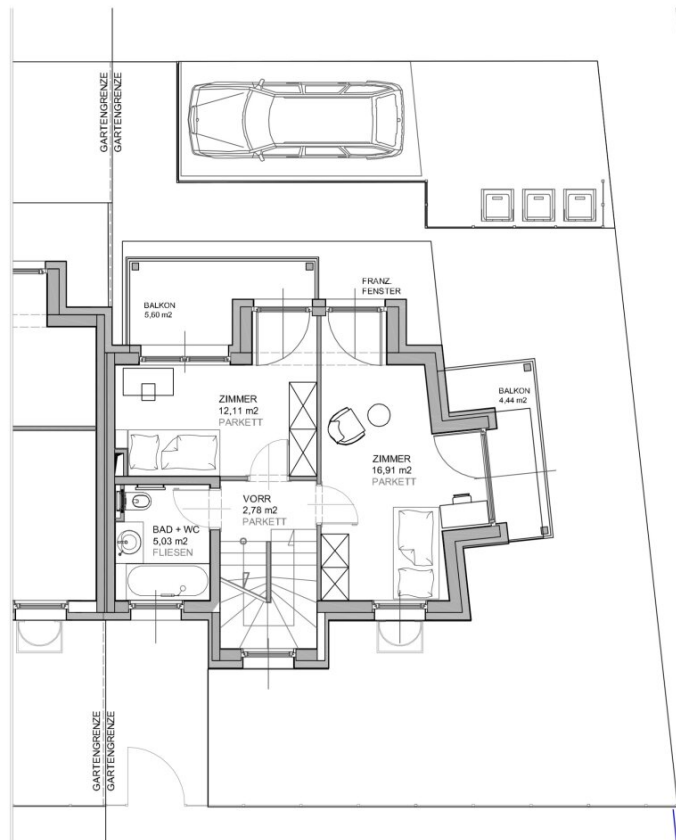 GARTENGRENZE
GARTENGRENZE
FRANZ.
FENSTER
BALKON
5,60 m2
BALKON
4,44 m2
ZIMMER
12,11 m2
PARKETT
ZIMMER
16,91 m2
PARKETT
VORR
2,78 m2
PARKETT
BAD + WC
5,03 m2
FLIESEN
GARTENGRENZE
GARTENGRENZE